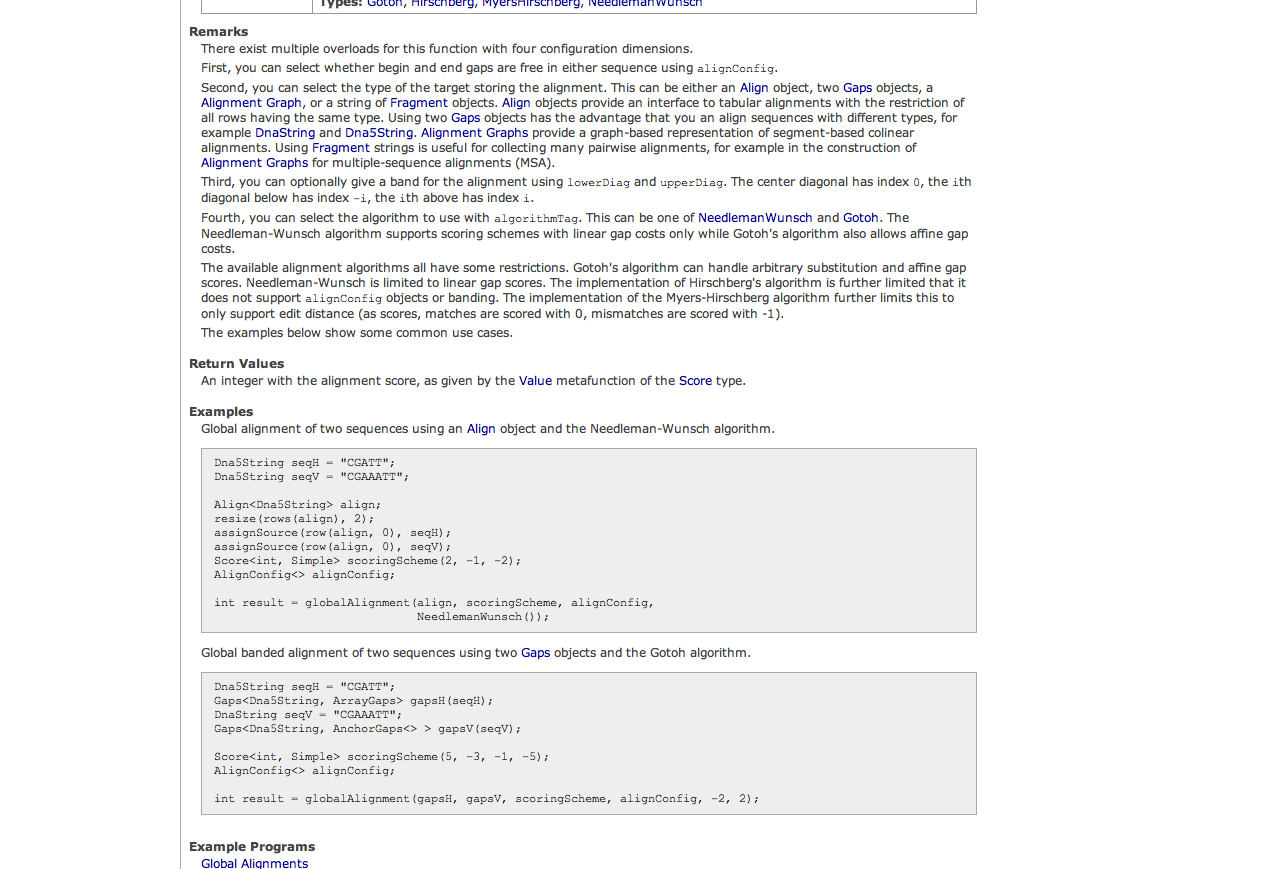 Types: Gotoh, Hirschberg, MyersHirschberg, NeedlemanWunsch
Remarks
There exist multiple overloads for this function with four configuration dimensions.
First, you can select whether begin and end gaps are free in either sequence using alignConfig.
Second, you can select the type of the target storing the alignment. This can be either an Align object, two Gaps objects, a
Alignment Graph, or a string of Fragment objects. Align objects provide an interface to tabular alignments with the restriction of
all rows having the same type. Using two Gaps objects has the advantage that you an align sequences with different types, for
example DnaString and Dna5String. Alignment Graphs provide a graph-based representation of segment-based colinear
alignments. Using Fragment strings is useful for collecting many pairwise alignments, for example in the construction of
Alignment Graphs for multiple-sequence alignments (MSA).
Third, you can optionally give a band for the alignment using lowerDiag and upperDiag. The center diagonal has index 0, the ith
diagonal below has index -i, the ith above has index i.
Fourth, you can select the algorithm to use with algorithmTag. This can be one of NeedlemanWunsch and Gotoh. The
Needleman-Wunsch algorithm supports scoring schemes with linear gap costs only while Gotoh's algorithm also allows affine gap
costs.
The available alignment algorithms all have some restrictions. Gotoh's algorithm can handle arbitrary substitution and affine gap
scores. Needleman-Wunsch is limited to linear gap scores. The implementation of Hirschberg's algorithm is further limited that it
does not support alignConfig objects or banding. The implementation of the Myers-Hirschberg algorithm further limits this to
only support edit distance (as scores, matches are scored with 0, mismatches are scored with -1).
The examples below show some common use cases.
Return Values
An integer with the alignment score, as given by the Value metafunction of the Score type.
Examples
Global alignment of two sequences using an Align object and the Needleman-Wunsch algorithm.
Dna5String seqH = "CGATT";
Dna5String seqV = "CGAAATT";
Align<Dna5String> align;
resize(rows(align), 2);
assignSource(row(align, 0), seqH);
assignSource(row(align, 0), seqV);
Score<int, Simple> scoringScheme(2, -1, -2);
AlignConfig<> alignConfig;
int result = globalAlignment(align, scoringScheme, alignConfig,
NeedlemanWunsch());
Global banded alignment of two sequences using two Gaps objects and the Gotoh algorithm.
Dna5String seqH = "CGATT";
Gaps<Dna5String, ArrayGaps> gapsH(seqH);
DnaString seqV = "CGAAATT";
Gaps<Dna5String, AnchorGaps<> > gapsV(seqV);
Score<int, Simple> scoringScheme(5, -3, -1, -5);
AlignConfig<> alignConfig;
int result = globalAlignment(gapsH, gapsV, scoringScheme, alignConfig, -2, 2);
Example Programs
Global Alignments